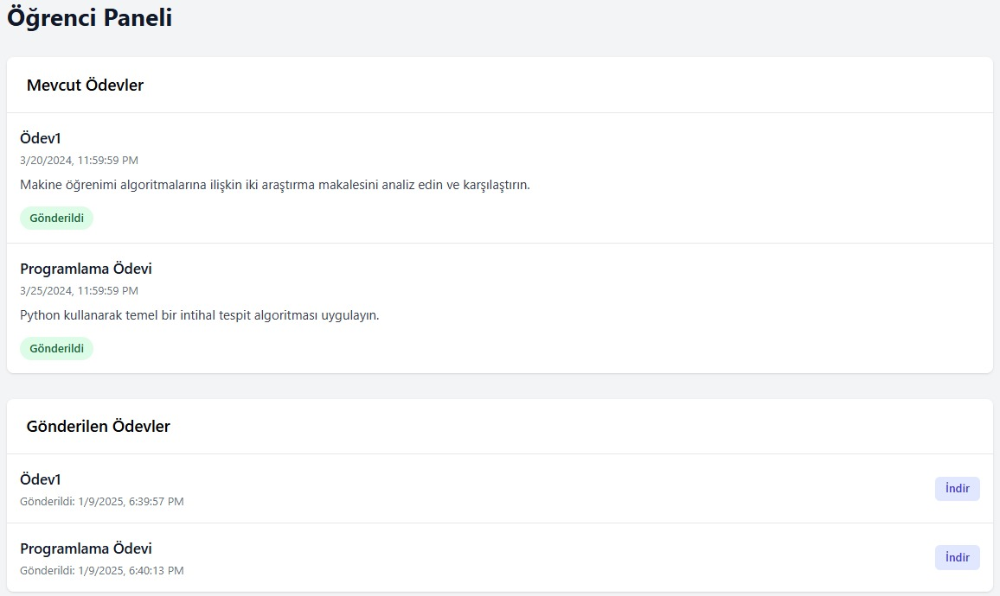 Öğrenci Paneli
Mevcut Ödevler
Ödev1
3/20/2024, 11:59:59 PM
Makine öğrenimi algoritmalarına ilişkin iki araştırma makalesini analiz edin ve karşılaştırın.
Gönderildi
Programlama Ödevi
3/25/2024, 11:59:59 PM
Python kullanarak temel bir intihal tespit algoritması uygulayın.
Gönderildi
Gönderilen Ödevler
Ödev1
Gönderildi: 1/9/2025, 6:39:57 PM
İndir
Programlama Ödevi
Gönderildi: 1/9/2025, 6:40:13 PM
İndir